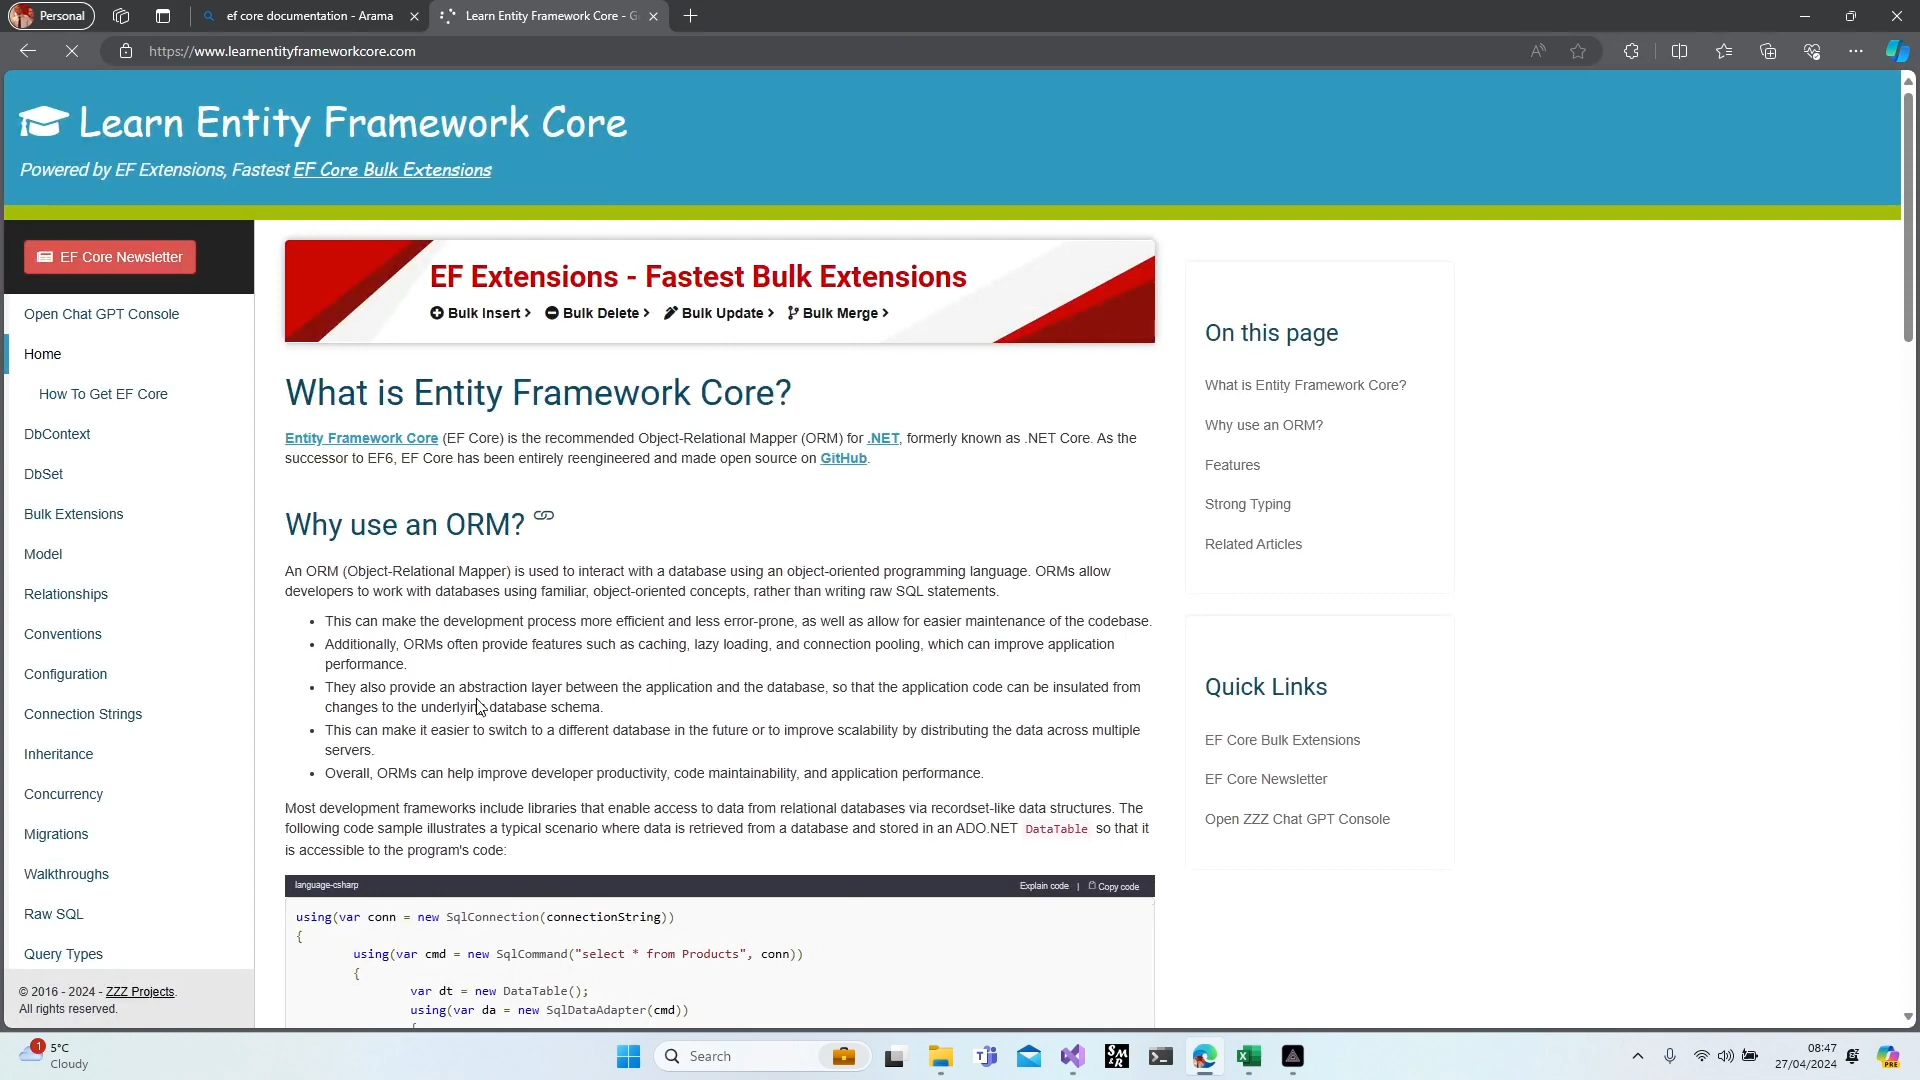 Personal
ef core documentation - Arama
Learn Entity Framework Core - G
https://www.learnentityframeworkcore.com
Learn Entity Framework Core
Powered by EF Extensions, Fastest EF Core Bulk Extensions
EF Core Newsletter
Open Chat GPT Console
Home
How To Get EF Core
DbContext
DbSet
Bulk Extensions
Model
Relationships
Conventions
Configuration
Connection Strings
Inheritance
Concurrency
Migrations
Walkthroughs
Raw SQL
Query Types
© 2016 - 2024 - ZZZ Projects.
All rights reserved.
EF Extensions - Fastest Bulk Extensions
Bulk Insert > Bulk Delete > Bulk Update > Bulk Merge >
What is Entity Framework Core?
Entity Framework Core (EF Core) is the recommended Object-Relational Mapper (ORM) for .NET, formerly known as .NET Core. As the
successor to EF6, EF Core has been entirely reengineered and made open source on GitHub.
Why use an ORM?
An ORM (Object-Relational Mapper) is used to interact with a database using an object-oriented programming language. ORMs allow
developers to work with databases using familiar, object-oriented concepts, rather than writing raw SQL statements.
• This can make the development process more efficient and less error-prone, as well as allow for easier maintenance of the codebase.
• Additionally, ORMs often provide features such as caching, lazy loading, and connection pooling, which can improve application
performance.
• They also provide an abstraction layer between the application and the database, so that the application code can be insulated from
changes to the underlying database schema.
• This can make it easier to switch to a different database in the future or to improve scalability by distributing the data across multiple
servers.
• Overall, ORMs can help improve developer productivity, code maintainability, and application performance.
Most development frameworks include libraries that enable access to data from relational databases via recordset-like data structures. The
following code sample illustrates a typical scenario where data is retrieved from a database and stored in an ADO.NET DataTable so that it
is accessible to the program's code:
language-csharp
Explain code | Copy code
using(var conn = new SqlConnection(connectionString))
{
using(var cmd = new SqlCommand("select * from Products", conn))
{
var dt = new DataTable();
using(var da = new SqlDataAdapter(cmd))
{
On this page
What is Entity Framework Core?
Why use an ORM?
Features
Strong Typing
Related Articles
Quick Links
EF Core Bulk Extensions
EF Core Newsletter
Open ZZZ Chat GPT Console
1
5°C
Cloudy
Search
SM
&R
08:47
27/04/2024
PRE